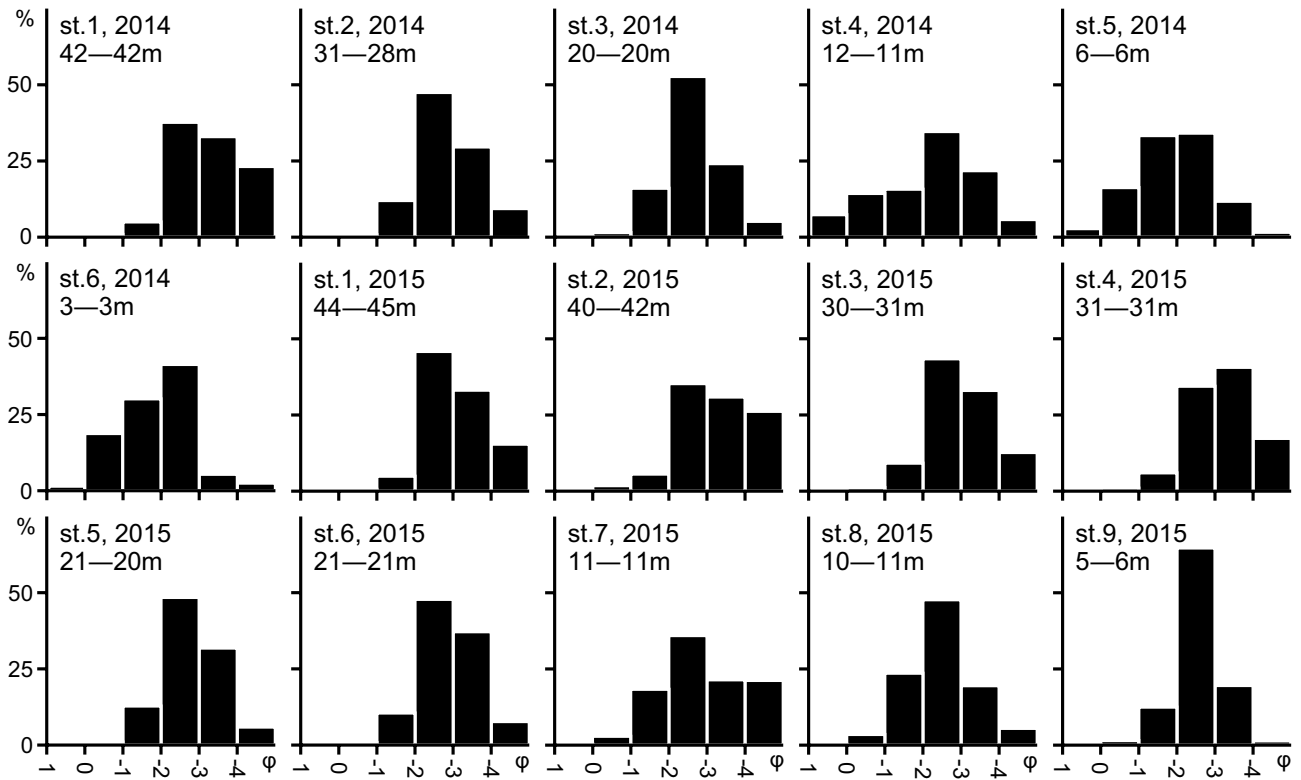 %
50
25
0
st.1, 2014
42—42m
st.2, 2014
31—28m
st.3, 2014
20—20m
st.4, 2014
12—11m
st.5, 2014
6—6m
%
50
25
0
st.6, 2014
3—3m
st.1, 2015
44—45m
st.2, 2015
40—42m
st.3, 2015
30—31m
st.4, 2015
31—31m
%
50
25
0
st.5, 2015
21—20m
st.6, 2015
21—21m
st.7, 2015
11—11m
st.8, 2015
10—11m
st.9, 2015
5—6m
1 0 -1 -2 -3 -4 φ
1 0 -1 -2 -3 -4 φ
1 0 -1 -2 -3 -4 φ
1 0 -1 -2 -3 -4 φ
1 0 -1 -2 -3 -4 φ